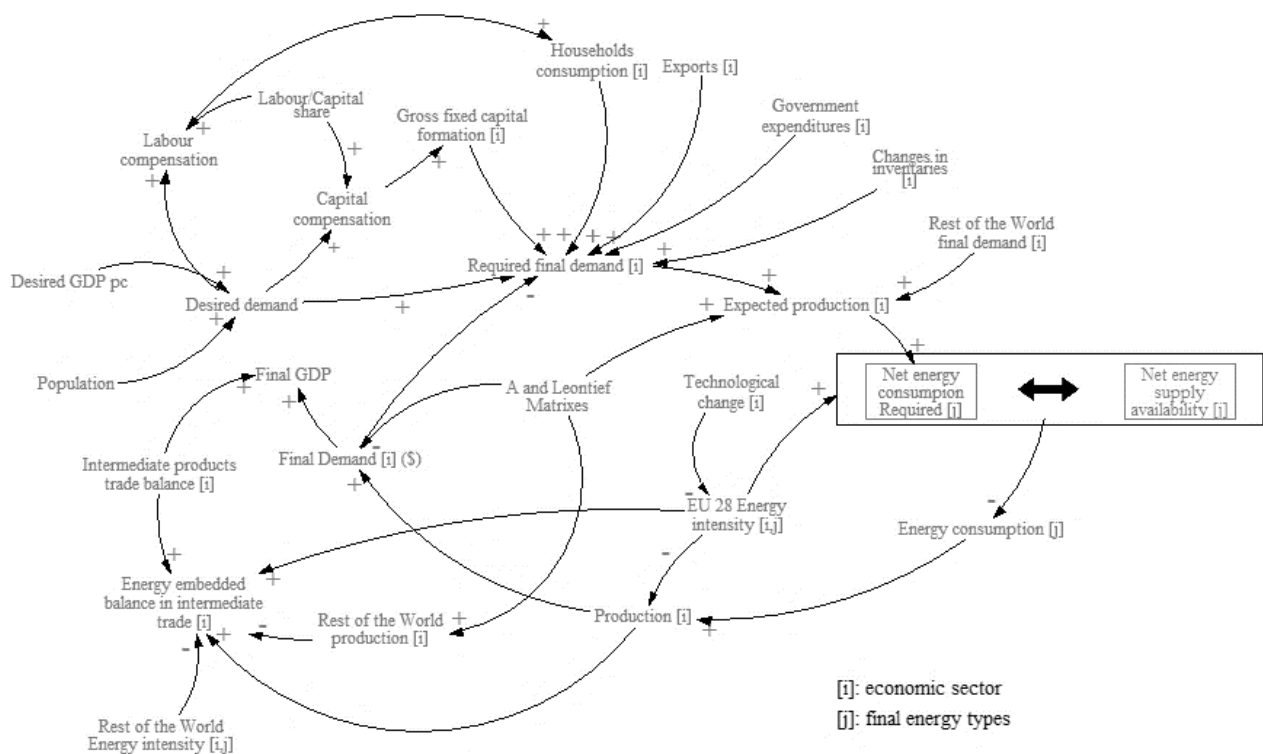 Households
consumption [i]
Exports [i]
Labour/Capital
share
Gross fixed capital
formation [i]
Government
expenditures [i]
Labour
compensation
Changes in
inventaries
[i]
Capital
compensation
Rest of the World
final demand [i]
Required final demand [i]
Desired GDP pc
Desired demand
Expected production [i]
Population
Final GDP
A and Leontief
Matrixes
Technological
change [i]
Net energy
consumpion
Required [j]
Net energy
supply
availability [j]
Intermediate products
trade balance [i]
Final Demand [i] ($)
EU 28 Energy
intensity [i,j]
Energy consumption [j]
Energy embedded
balance in intermediate
trade [i]
Rest of the World
production [i]
Production [i]
Rest of the World
Energy intensity [i,j]
[i]: economic sector
[j]: final energy types